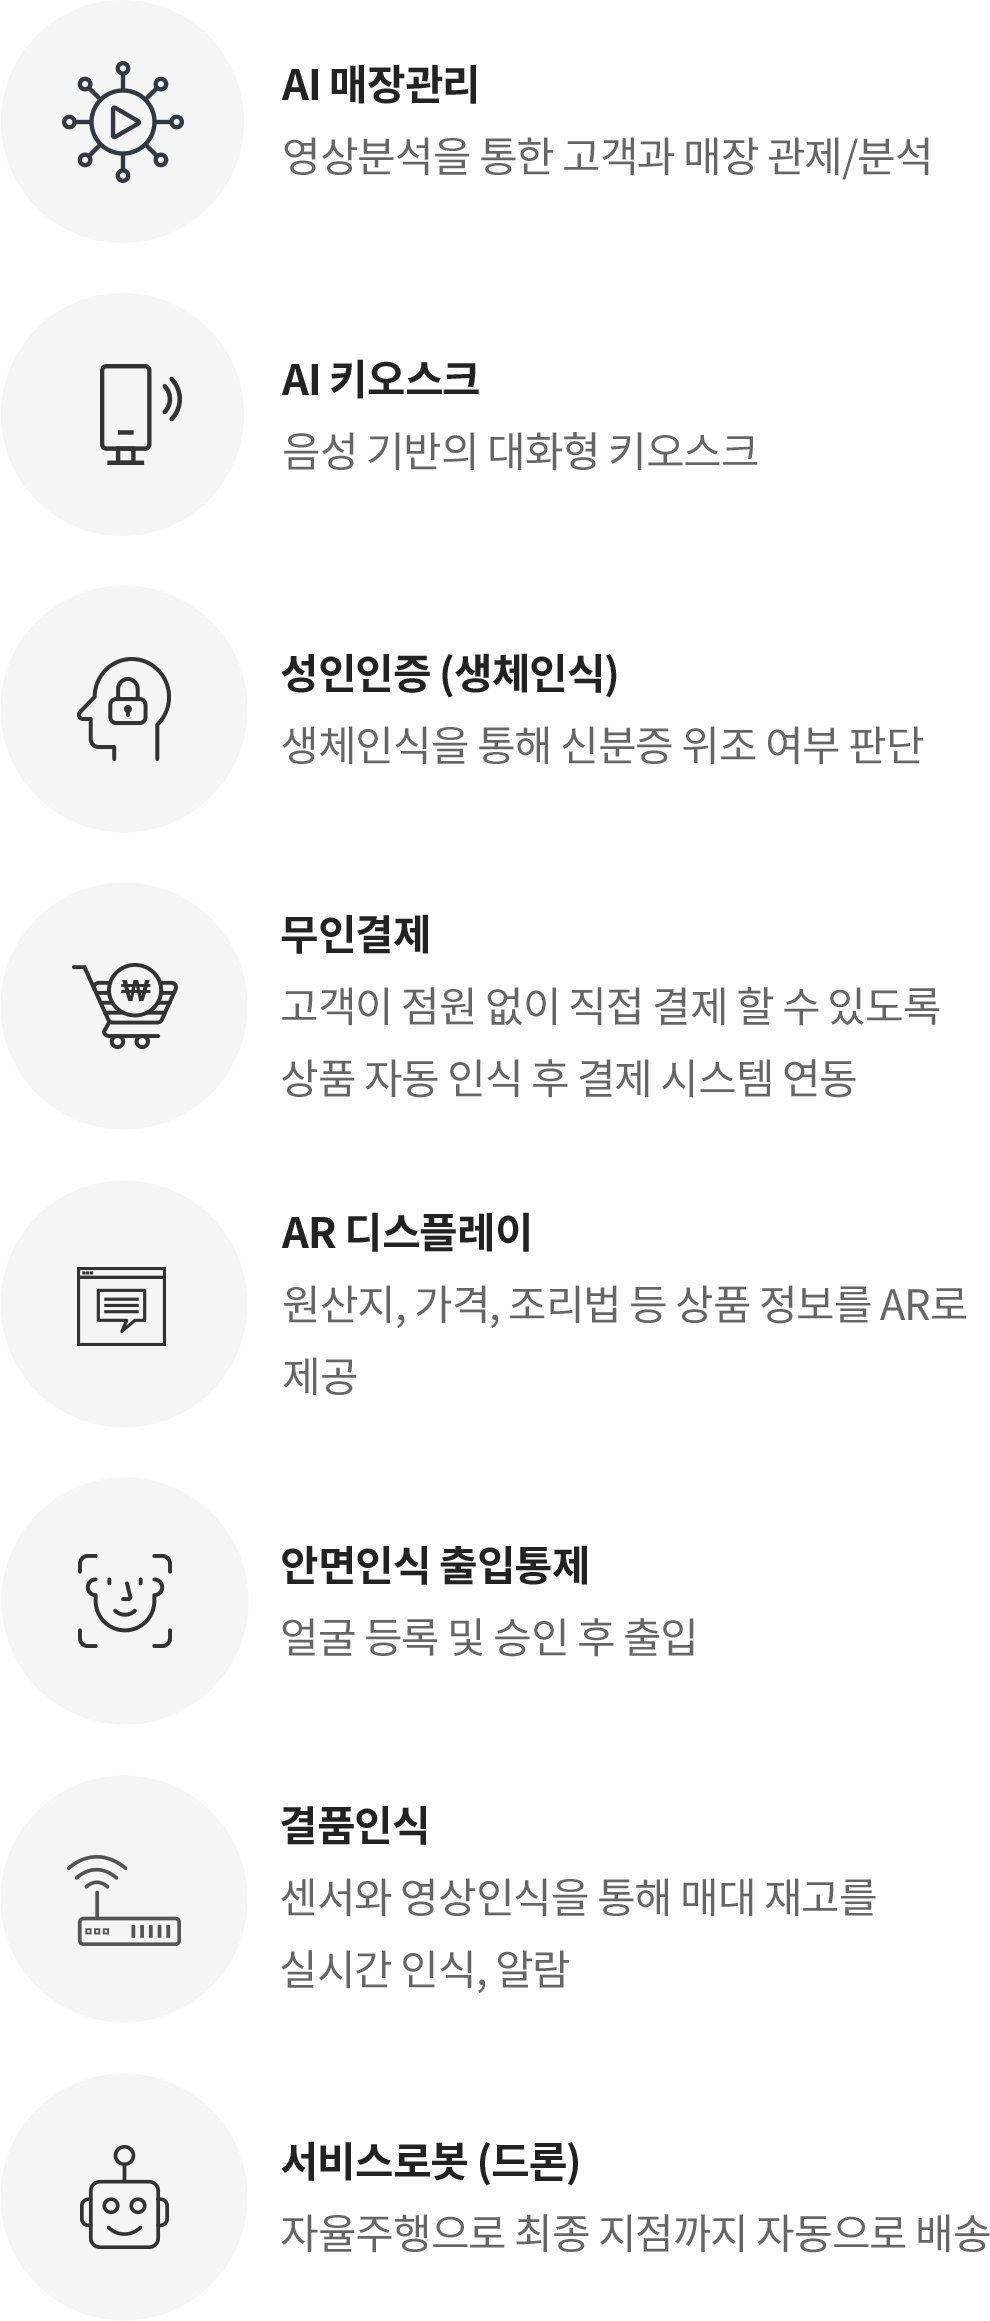 AI 매장관리
영상분석을 통한 고객과 매장 관제/분석
AI 키오스크
음성 기반의 대화형 키오스크
성인인증 (생체인식)
생체인식을 통해 신분증 위조 여부 판단
₩
무인결제
고객이 점원 없이 직접 결제 할 수 있도록
상품 자동 인식 후 결제 시스템 연동
AR 디스플레이
원산지, 가격, 조리법 등 상품 정보를 AR로
제공
안면인식 출입통제
얼굴 등록 및 승인 후 출입
결품인식
센서와 영상인식을 통해 매대 재고를
실시간 인식, 알람
서비스로봇 (드론)
자율주행으로 최종 지점까지 자동으로 배송